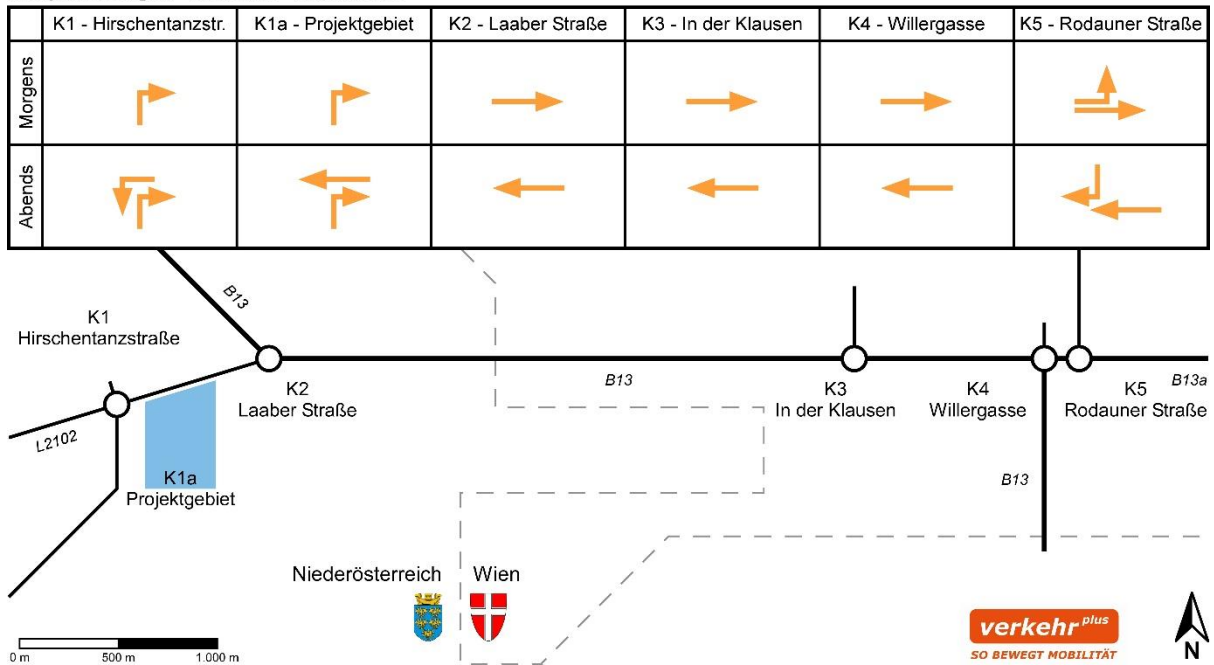 K1 - Hirschentanzstr.
K1a - Projektgebiet
K2 - Laaber Straße
K3 - In der Klausen
K4 - Willergasse
K5 - Rodauner Straße
Morgens
Abends
B13
K1
Hirschentanzstraße
K2
Laaber Straße
B13
K3
In der Klausen
K4
Willergasse
K5
Rodauner Straße
B13a
L2102
K1a
Projektgebiet
B13
Niederösterreich
Wien
0 m
500 m
1.000 m
verkehr plus
SO BEWEGT MOBILITÄT
N